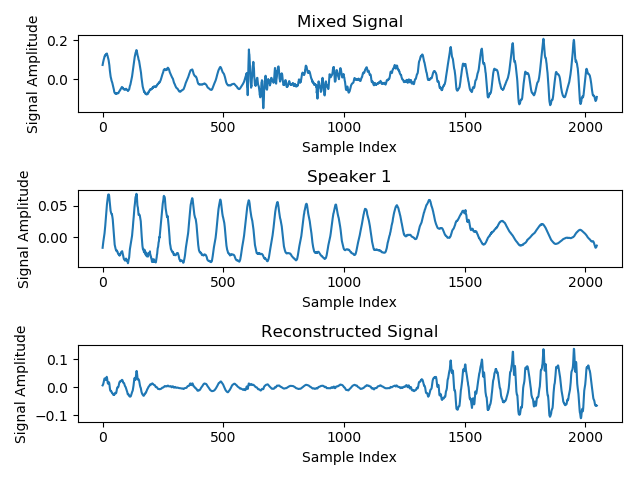 Mixed Signal
Signal Amplitude
0.2
0.0
0 500 1000 1500 2000
Sample Index
Speaker 1
Signal Amplitude
0.05
0.00
0 500 1000 1500 2000
Sample Index
Reconstructed Signal
Signal Amplitude
0.1
0.0
−0.1
0 500 1000 1500 2000
Sample Index